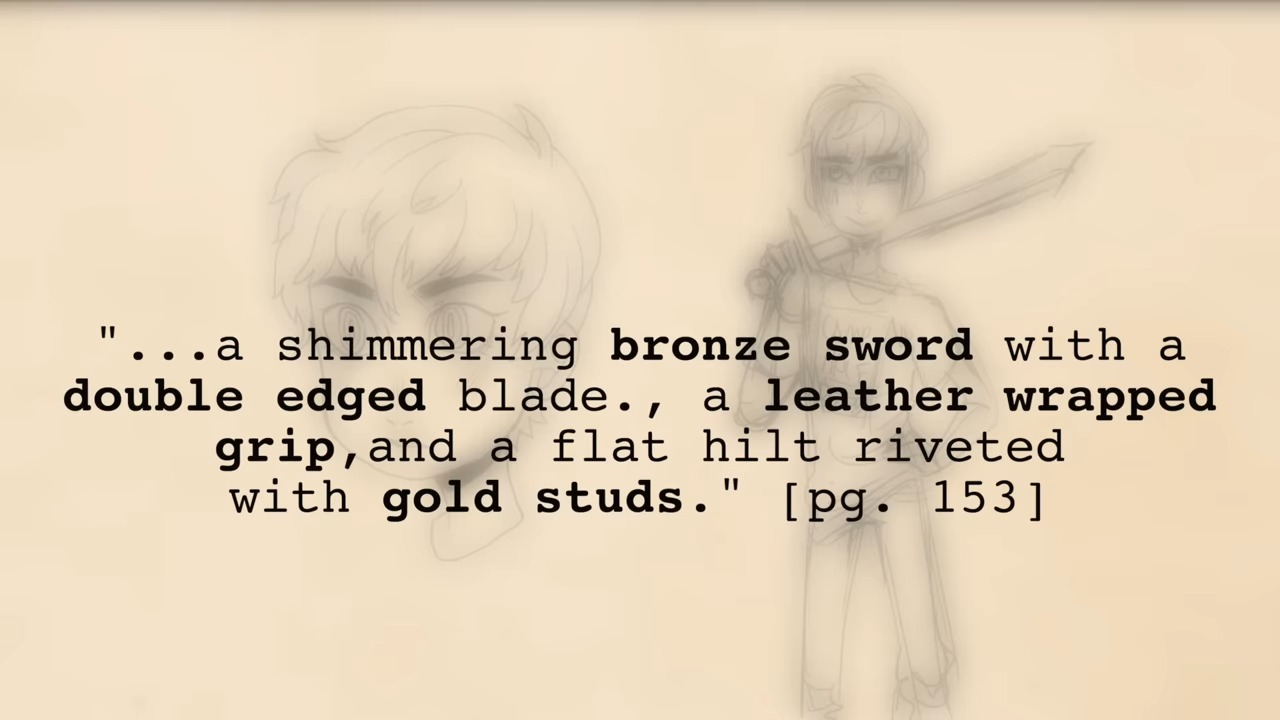 "...a shimmering bronze sword with a
double edged blade., a leather wrapped
grip,and a flat hilt riveted
with gold studs." [pg. 153]